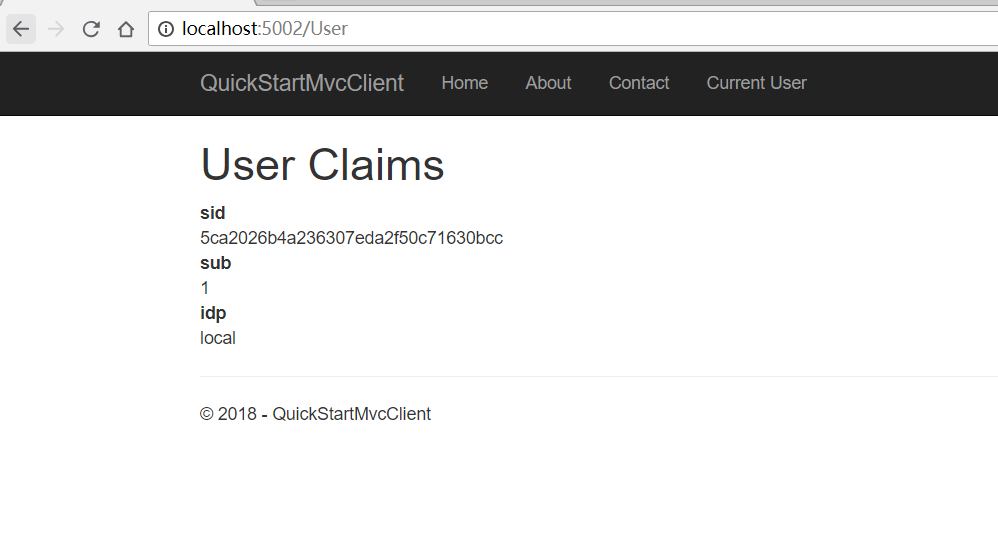 localhost:5002/User
QuickStartMvcClient Home About Contact Current User
User Claims
sid
5ca2026b4a236307eda2f50c71630bcc
sub
1
idp
local
© 2018 - QuickStartMvcClient